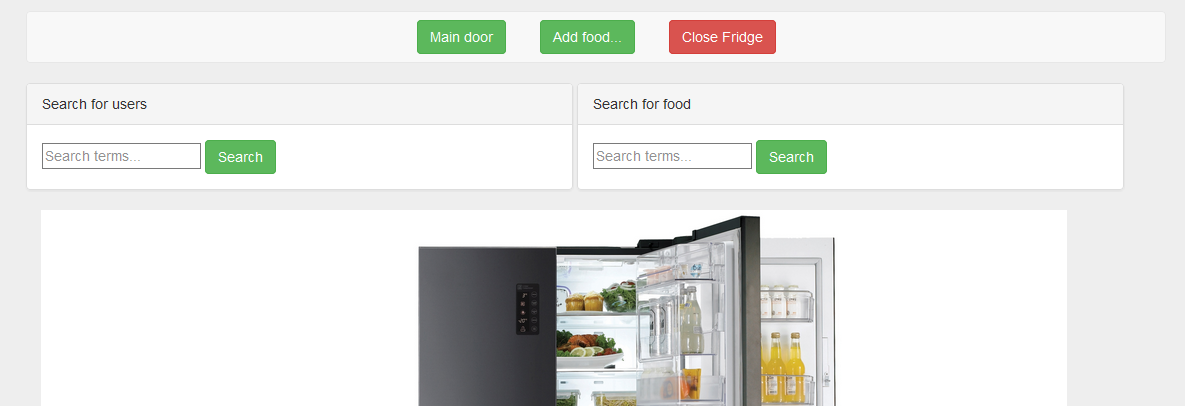 Main door Add food... Close Fridge
Search for users
Search terms... Search
Search for food
Search terms... Search